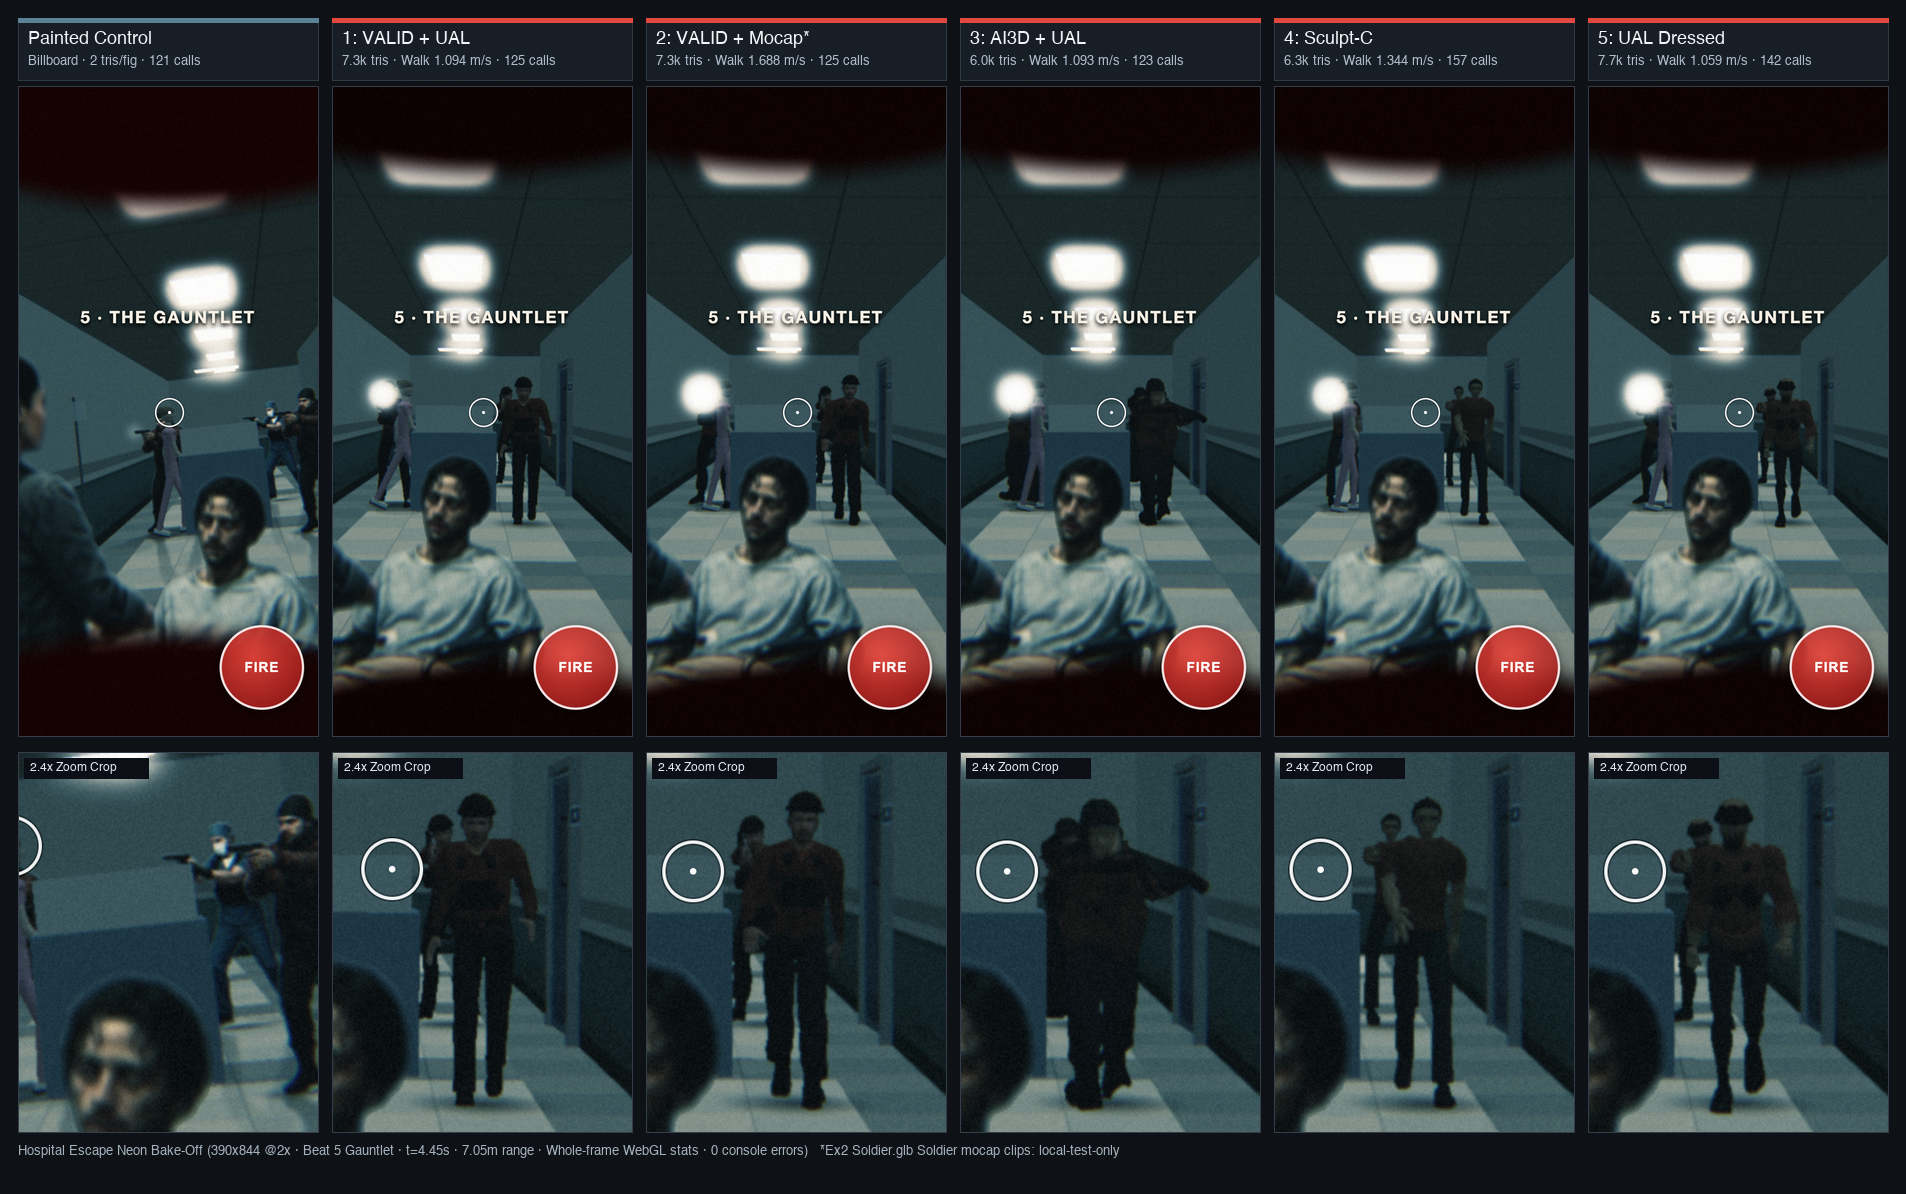 Painted Control
Billboard · 2 tris/fig · 121 calls
1: VALID + UAL
7.3k tris · Walk 1.094 m/s · 125 calls
2: VALID + Mocap*
7.3k tris · Walk 1.688 m/s · 125 calls
3: AI3D + UAL
6.0k tris · Walk 1.093 m/s · 123 calls
4: Sculpt-C
6.3k tris · Walk 1.344 m/s · 157 calls
5: UAL Dressed
7.7k tris · Walk 1.059 m/s · 142 calls
5 · THE GAUNTLET
5 · THE GAUNTLET
5 · THE GAUNTLET
5 · THE GAUNTLET
5 · THE GAUNTLET
5 · THE GAUNTLET
FIRE
FIRE
FIRE
FIRE
FIRE
FIRE
2.4x Zoom Crop
2.4x Zoom Crop
2.4x Zoom Crop
2.4x Zoom Crop
2.4x Zoom Crop
2.4x Zoom Crop
Hospital Escape Neon Bake-Off (390x844 @2x · Beat 5 Gauntlet · t=4.45s · 7.05m range · Whole-frame WebGL stats · 0 console errors) *Ex2 Soldier.glb Soldier mocap clips: local-test-only